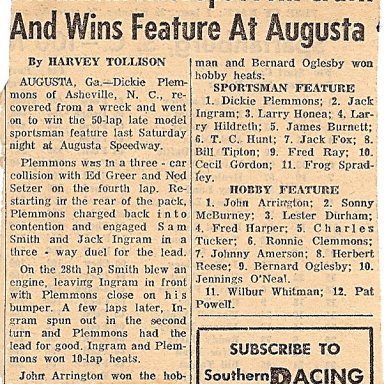 And Wins Feature At Augusta
By HARVEY TOLLISON
AUGUSTA, Ga.—Dickie Plem-
mons of Asheville, N. C., re-
covered from a wreck and went
on to win the 50-lap late model
sportsman feature last Saturday
night at Augusta Speedway.
Plemmons was in a three - car
collision with Ed Greer and Ned
Setzer on the fourth lap. Re-
starting in the rear of the pack,
Plemmons charged back into
contention and engaged Sam
Smith and Jack Ingram in a
three - way duel for the lead.
On the 28th lap Smith blew an
engine, leaving Ingram in front
with Plemmons close on his
bumper. A few laps later, In-
gram spun out in the second
turn and Plemmons had the
lead for good. Ingram and Plem-
mons won 10-lap heats.
John Arrington won the hob-
man and Bernard Oglesby won
hobby heats.
SPORTSMAN FEATURE
1. Dickie Plemmons; 2. Jack
Ingram; 3. Larry Honea; 4. Lar-
ry Hildreth; 5. James Burnett;
6. T. C. Hunt; 7. Jack Fox; 8.
Bill Tipton; 9. Fred Ray; 10.
Cecil Gordon; 11. Frog Sprad-
fey.
HOBBY FEATURE
1. John Arrington; 2. Sonny
McBurney; 3. Lester Durham;
4. Fred Harper; 5. Charles
Tucker; 6. Ronnie Clemmons;
7. Johnny Amerson; 8. Herbert
Reese; 9. Bernard Oglesby; 10.
Jennings O'Neal.
11. Wilbur Whitman; 12. Pat
Powell.
SUBSCRIBE TO
Southern RACING